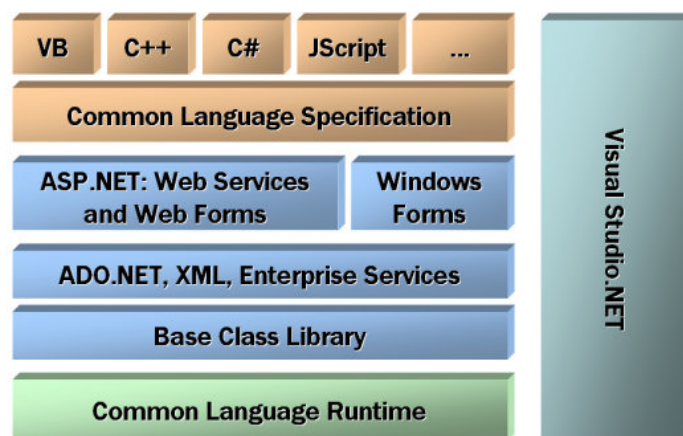 VB
C++
C#
JScript
...
Common Language Specification
ASP.NET: Web Services
and Web Forms
Windows
Forms
ADO.NET, XML, Enterprise Services
Base Class Library
Common Language Runtime
Visual Studio.NET